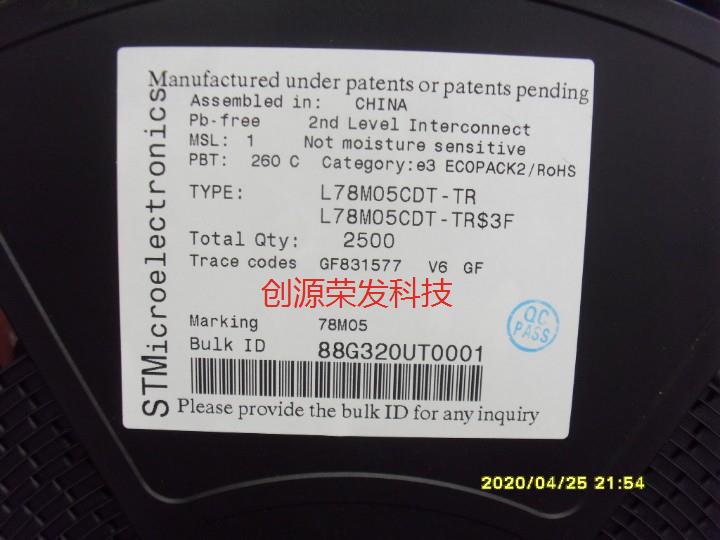 Manufactured under patents or patents pending
Assembled in: CHINA
Pb-free 2nd Level Interconnect
MSL: 1 Not moisture sensitive
PBT: 260 C Category:e3 ECOPACK2/RoHS
TYPE: L78M05CDT-TR
L78M05CDT-TR$3F
Total Qty: 2500
Trace codes GF831577 V6 GF
创源荣发科技
Marking 78M05
Bulk ID 88G320UT0001
Please provide the bulk ID for any inquiry
STMicroelectronics
QC
PASS
2020/04/25 21:54